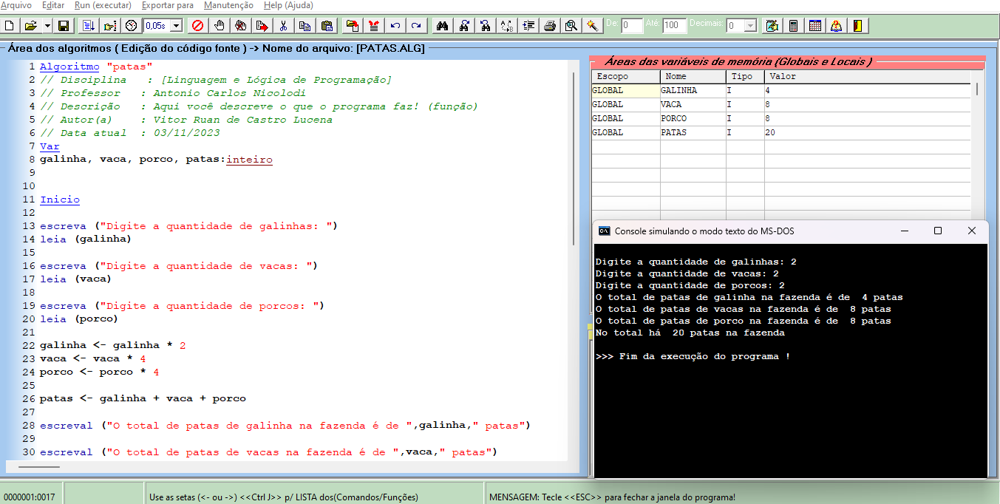 Arquivo Editar Run (executar) Exportar para Manutenção Help (Ajuda)
0,05s De: 0 Até: 100 Decimais: 0
Área dos algoritmos ( Edição do código fonte ) -> Nome do arquivo: [PATAS.ALG]
1 Algoritmo "patas"
2 // Disciplina : [Linguagem e Lógica de Programação]
3 // Professor : Antonio Carlos Nicolodi
4 // Descrição : Aqui você descreve o que o programa faz! (função)
5 // Autor(a) : Vitor Ruan de Castro Lucena
6 // Data atual : 03/11/2023
7 Var
8 galinha, vaca, porco, patas:inteiro
9
10
11 Inicio
12
13 escreva ("Digite a quantidade de galinhas: ")
14 leia (galinha)
15
16 escreva ("Digite a quantidade de vacas: ")
17 leia (vaca)
18
19 escreva ("Digite a quantidade de porcos: ")
20 leia (porco)
21
22 galinha <- galinha * 2
23 vaca <- vaca * 4
24 porco <- porco * 4
25
26 patas <- galinha + vaca + porco
27
28 escreval ("O total de patas de galinha na fazenda é de ",galinha," patas")
29
30 escreval ("O total de patas de vacas na fazenda é de ",vaca," patas")
Áreas das variáveis de memória (Globais e Locais )
Escopo Nome Tipo Valor
GLOBAL GALINHA I 4
GLOBAL VACA I 8
GLOBAL PORCO I 8
GLOBAL PATAS I 20
Console simulando o modo texto do MS-DOS
Digite a quantidade de galinhas: 2
Digite a quantidade de vacas: 2
Digite a quantidade de porcos: 2
O total de patas de galinha na fazenda é de  4 patas
O total de patas de vacas na fazenda é de  8 patas
O total de patas de porco na fazenda é de  8 patas
No total há  20 patas na fazenda
>>> Fim da execução do programa !
0000001:0017
Use as setas (<- ou ->) <<Ctrl J>> p/ LISTA dos(Comandos/Funções)
MENSAGEM: Tecle <<ESC>> para fechar a janela do programa!